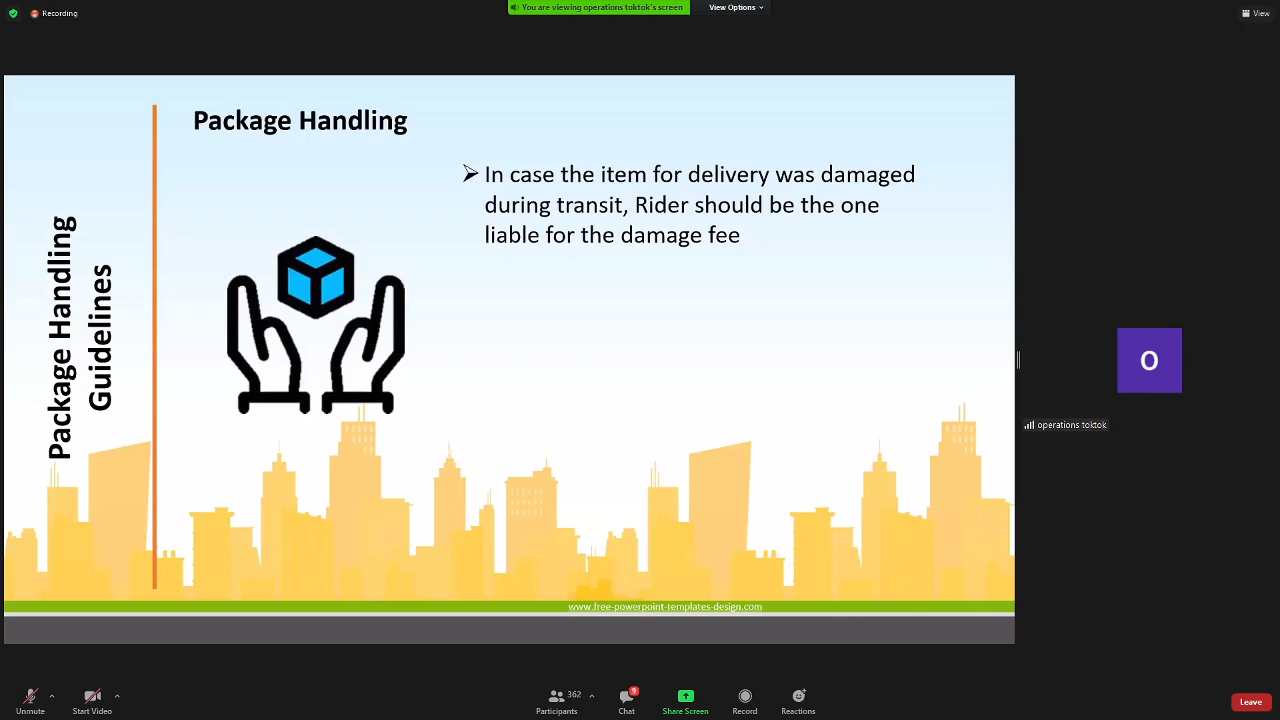 Recording
You are viewing operations toktok's screen
View Options
View
Package Handling
Package Handling
Guidelines
➢ In case the item for delivery was damaged
during transit, Rider should be the one
liable for the damage fee
O
operations toktok
www.free-powerpoint-templates-design.com
Unmute
Start Video
362
Participants
9
Chat
Share Screen
Record
Reactions
Leave